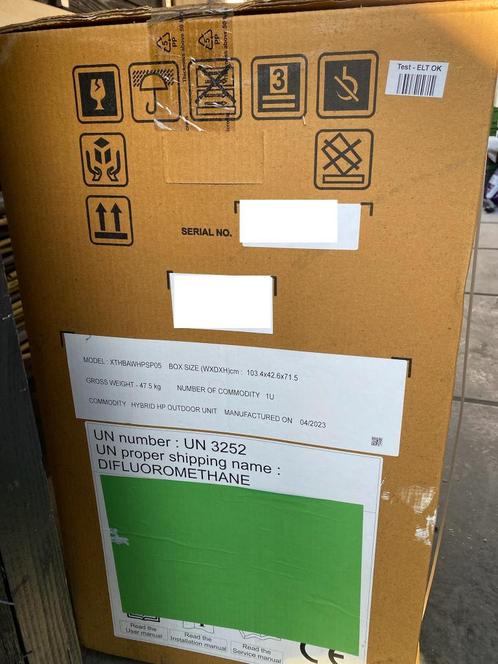 PP
PP
3
Test - ELT OK
SERIAL NO.
MODEL : XTHBAWHPSP05 BOX SIZE (WXDXH)cm : 103.4x42.6x71.5
GROSS WEIGHT - 47.5 kg NUMBER OF COMMODITY 1U
COMMODITY HYBRID HP OUTDOOR UNIT MANUFACTURED ON 04/2023
UN number : UN 3252
UN proper shipping name :
DIFLUOROMETHANE
Read the
User manual
Read the
Installation manual
Read the
Service manual
CE